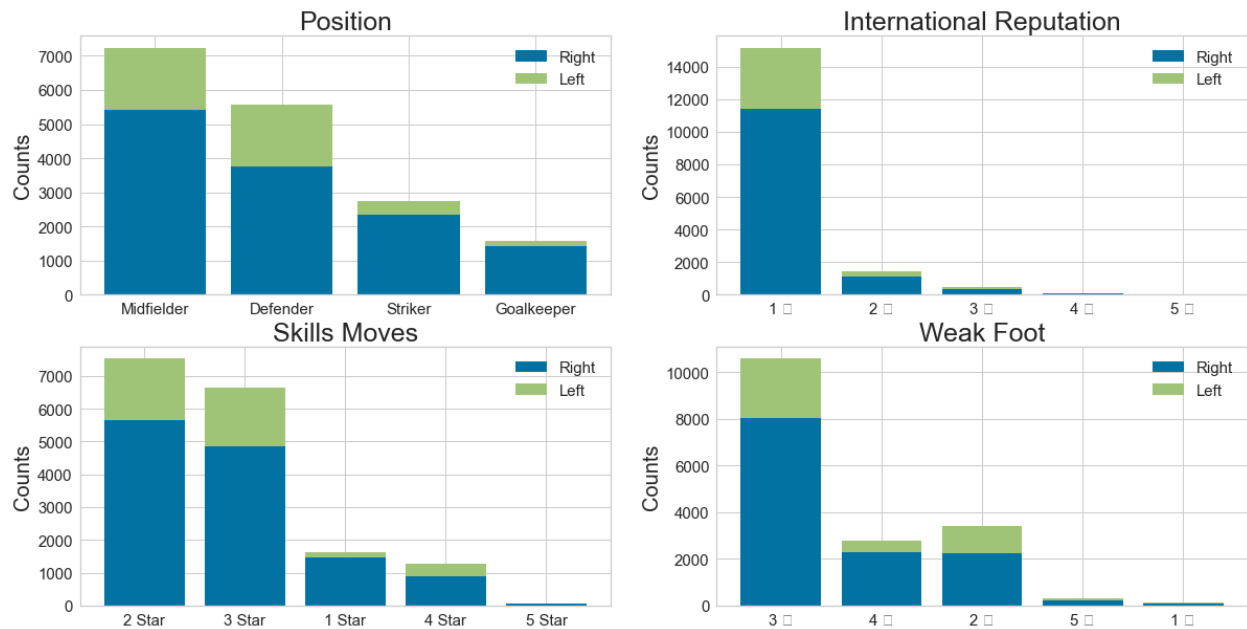 Position
Counts
7000
6000
5000
4000
3000
2000
1000
0
Right
Left
Midfielder Defender Striker Goalkeeper
International Reputation
Counts
14000
12000
10000
8000
6000
4000
2000
0
Right
Left
1 □ 2 □ 3 □ 4 □ 5 □
Skills Moves
Counts
7000
6000
5000
4000
3000
2000
1000
0
Right
Left
2 Star 3 Star 1 Star 4 Star 5 Star
Weak Foot
Counts
10000
8000
6000
4000
2000
0
Right
Left
3 □ 4 □ 2 □ 5 □ 1 □